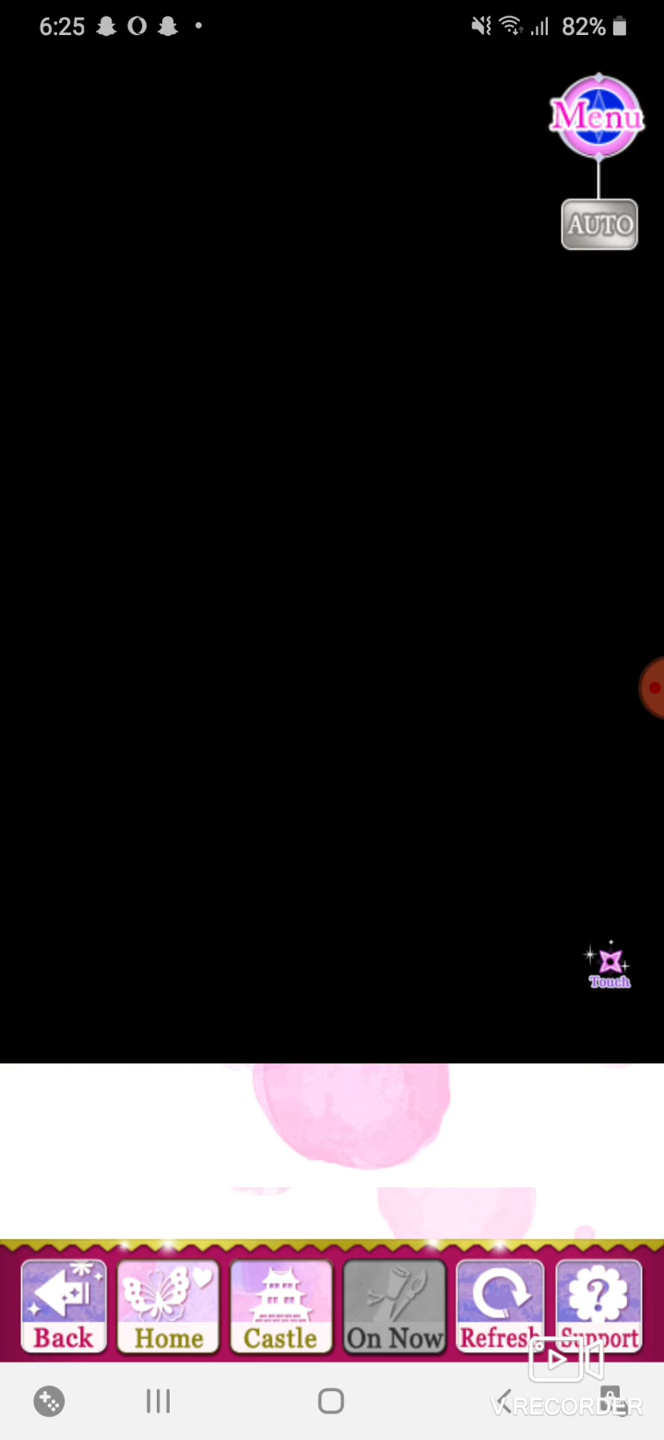 6:25
82%
Menu
AUTO
Touch
Back Home Castle On Now Refresh Support
V.RECORDER